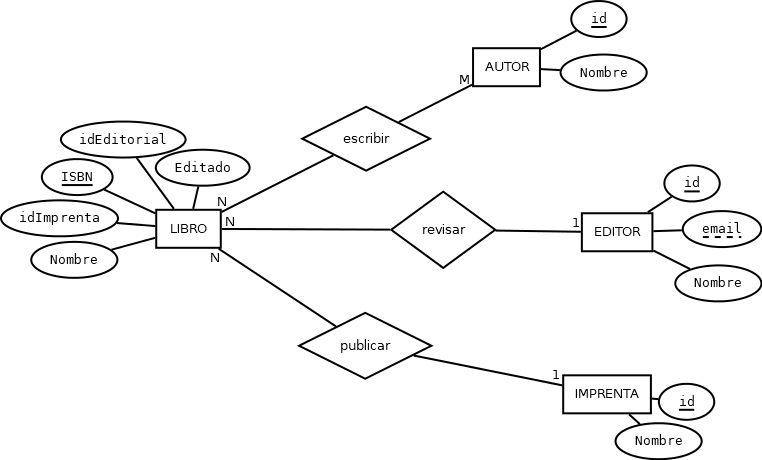 id
AUTOR
Nombre
M
escribir
idEditorial
Editado
ISBN
idImprenta
Nombre
LIBRO
N
N
N
revisar
1
EDITOR
id
email
Nombre
publicar
1
IMPRENTA
id
Nombre